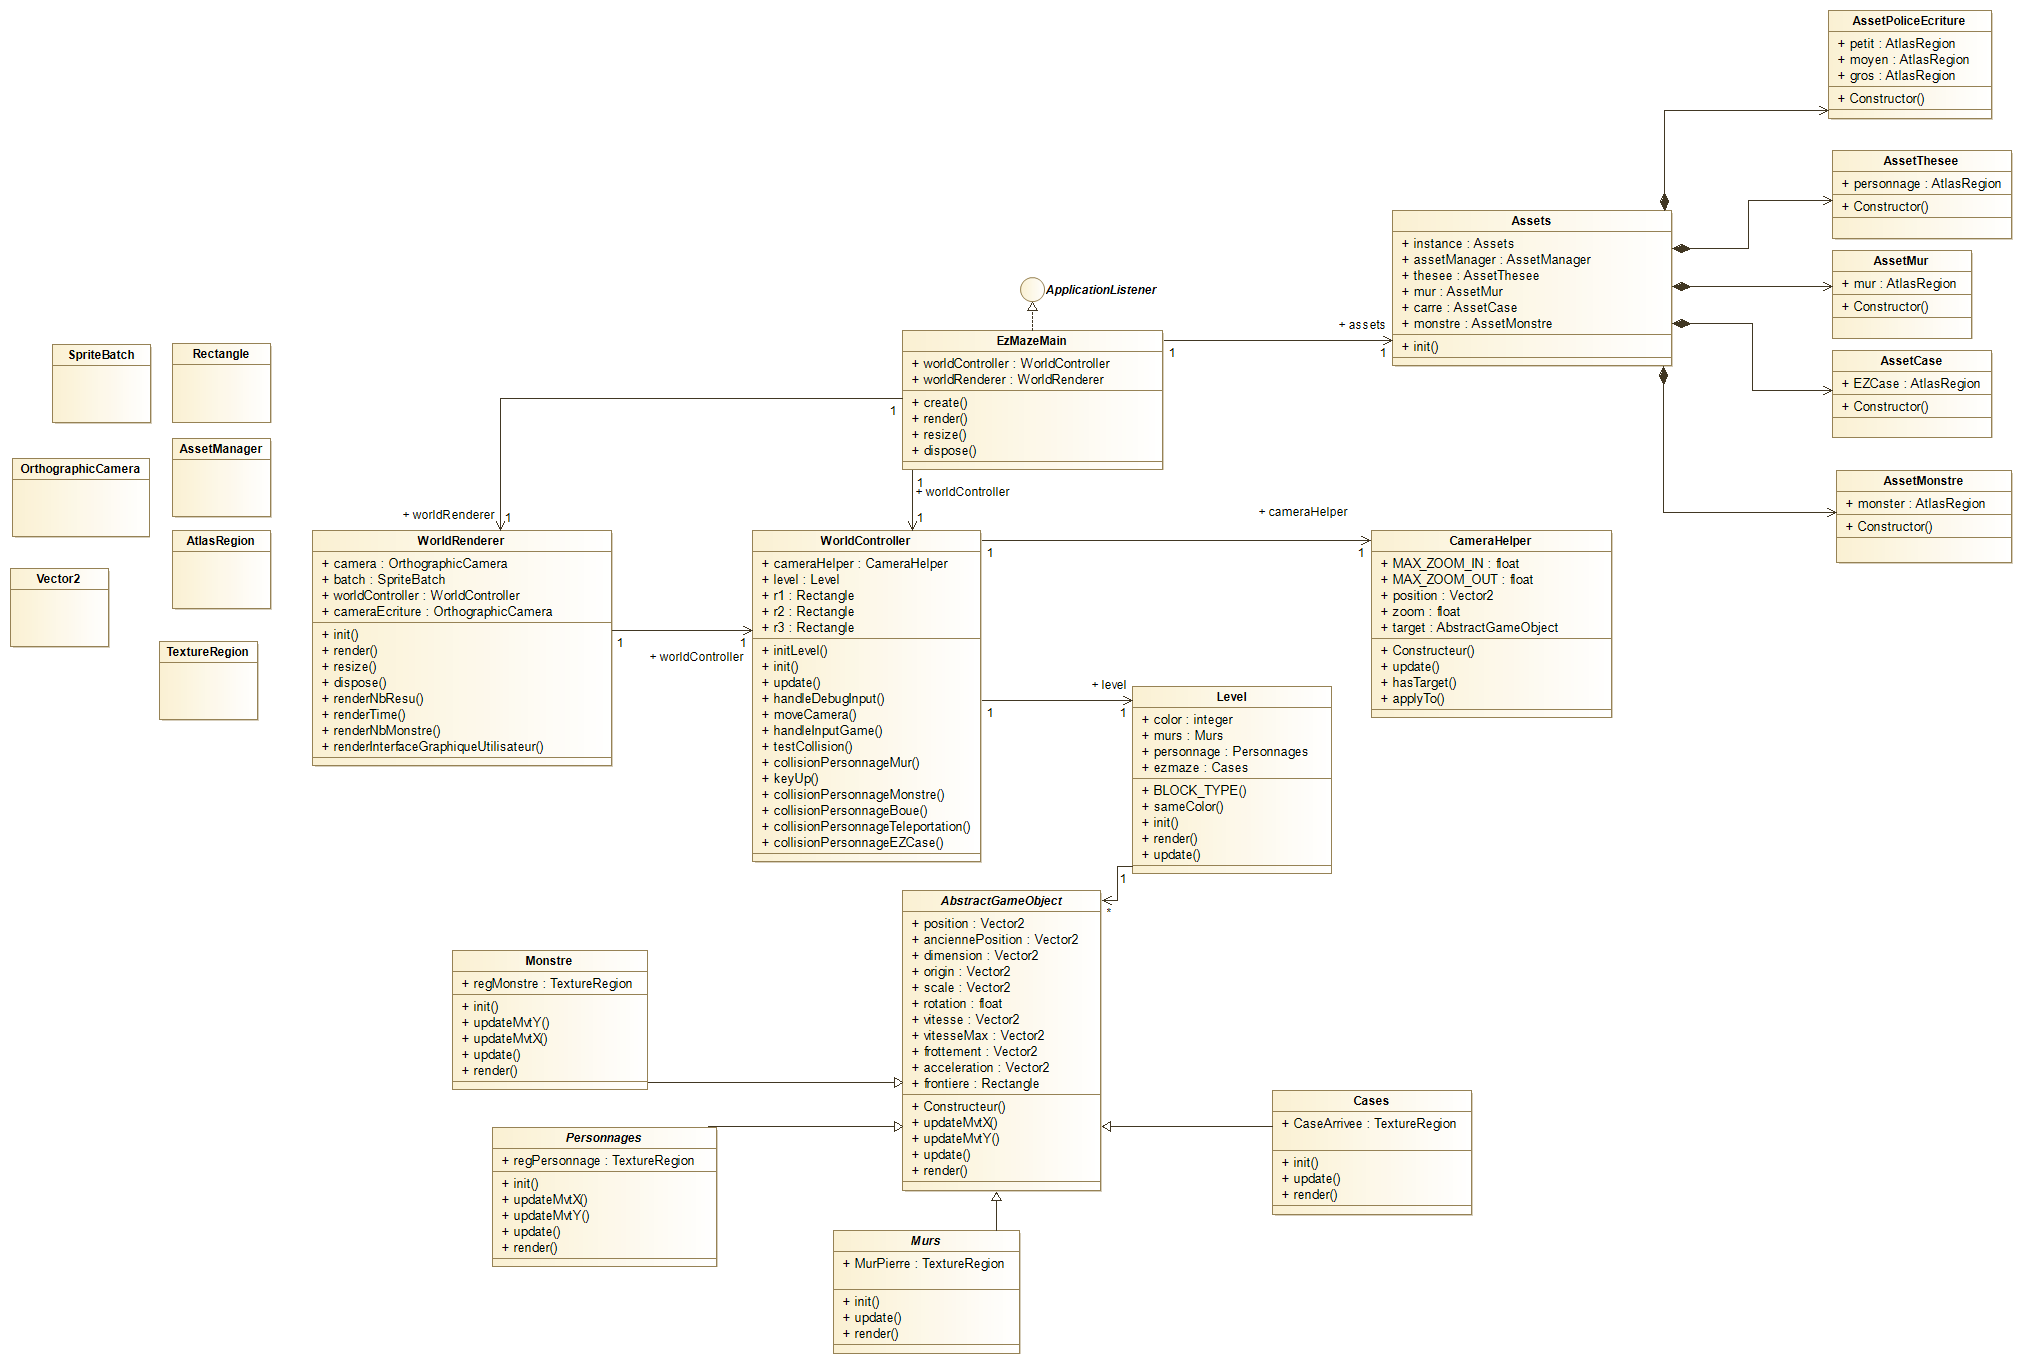 AssetPoliceEcriture
+ petit : AtlasRegion
+ moyen : AtlasRegion
+ gros : AtlasRegion
+ Constructor()
AssetThesee
+ personnage : AtlasRegion
+ Constructor()
Assets
+ instance : Assets
+ assetManager : AssetManager
+ thesee : AssetThesee
+ mur : AssetMur
+ carre : AssetCase
+ monstre : AssetMonstre
+ init()
AssetMur
+ mur : AtlasRegion
+ Constructor()
ApplicationListener
+ assets
1
1
EzMazeMain
+ worldController : WorldController
+ worldRenderer : WorldRenderer
+ create()
+ render()
+ resize()
+ dispose()
1
1
+ worldController
1
AssetCase
+ EZCase : AtlasRegion
+ Constructor()
SpriteBatch
Rectangle
AssetManager
OrthographicCamera
AtlasRegion
Vector2
TextureRegion
AssetMonstre
+ monster : AtlasRegion
+ Constructor()
+ worldRenderer
1
WorldRenderer
+ camera : OrthographicCamera
+ batch : SpriteBatch
+ worldController : WorldController
+ cameraEcriture : OrthographicCamera
+ init()
+ render()
+ resize()
+ dispose()
+ renderNbResu()
+ renderTime()
+ renderNbMonstre()
+ renderInterfaceGraphiqueUtilisateur()
1
1
+ worldController
WorldController
+ cameraHelper : CameraHelper
+ level : Level
+ r1 : Rectangle
+ r2 : Rectangle
+ r3 : Rectangle
+ initLevel()
+ init()
+ update()
+ handleDebugInput()
+ moveCamera()
+ handleInputGame()
+ testCollision()
+ collisionPersonnageMur()
+ keyUp()
+ collisionPersonnageMonstre()
+ collisionPersonnageBoue()
+ collisionPersonnageTeleportation()
+ collisionPersonnageEZCase()
+ cameraHelper
1
1
CameraHelper
+ MAX_ZOOM_IN : float
+ MAX_ZOOM_OUT : float
+ position : Vector2
+ zoom : float
+ target : AbstractGameObject
+ Constructeur()
+ update()
+ hasTarget()
+ applyTo()
+ level
1
1
Level
+ color : integer
+ murs : Murs
+ personnage : Personnages
+ ezmaze : Cases
+ BLOCK_TYPE()
+ sameColor()
+ init()
+ render()
+ update()
1
*
AbstractGameObject
+ position : Vector2
+ anciennePosition : Vector2
+ dimension : Vector2
+ origin : Vector2
+ scale : Vector2
+ rotation : float
+ vitesse : Vector2
+ vitesseMax : Vector2
+ frottement : Vector2
+ acceleration : Vector2
+ frontiere : Rectangle
+ Constructeur()
+ updateMvtX()
+ updateMvtY()
+ update()
+ render()
Monstre
+ regMonstre : TextureRegion
+ init()
+ updateMvtY()
+ updateMvtX()
+ update()
+ render()
Personnages
+ regPersonnage : TextureRegion
+ init()
+ updateMvtX()
+ updateMvtY()
+ update()
+ render()
Cases
+ CaseArrivee : TextureRegion
+ init()
+ update()
+ render()
Murs
+ MurPierre : TextureRegion
+ init()
+ update()
+ render()